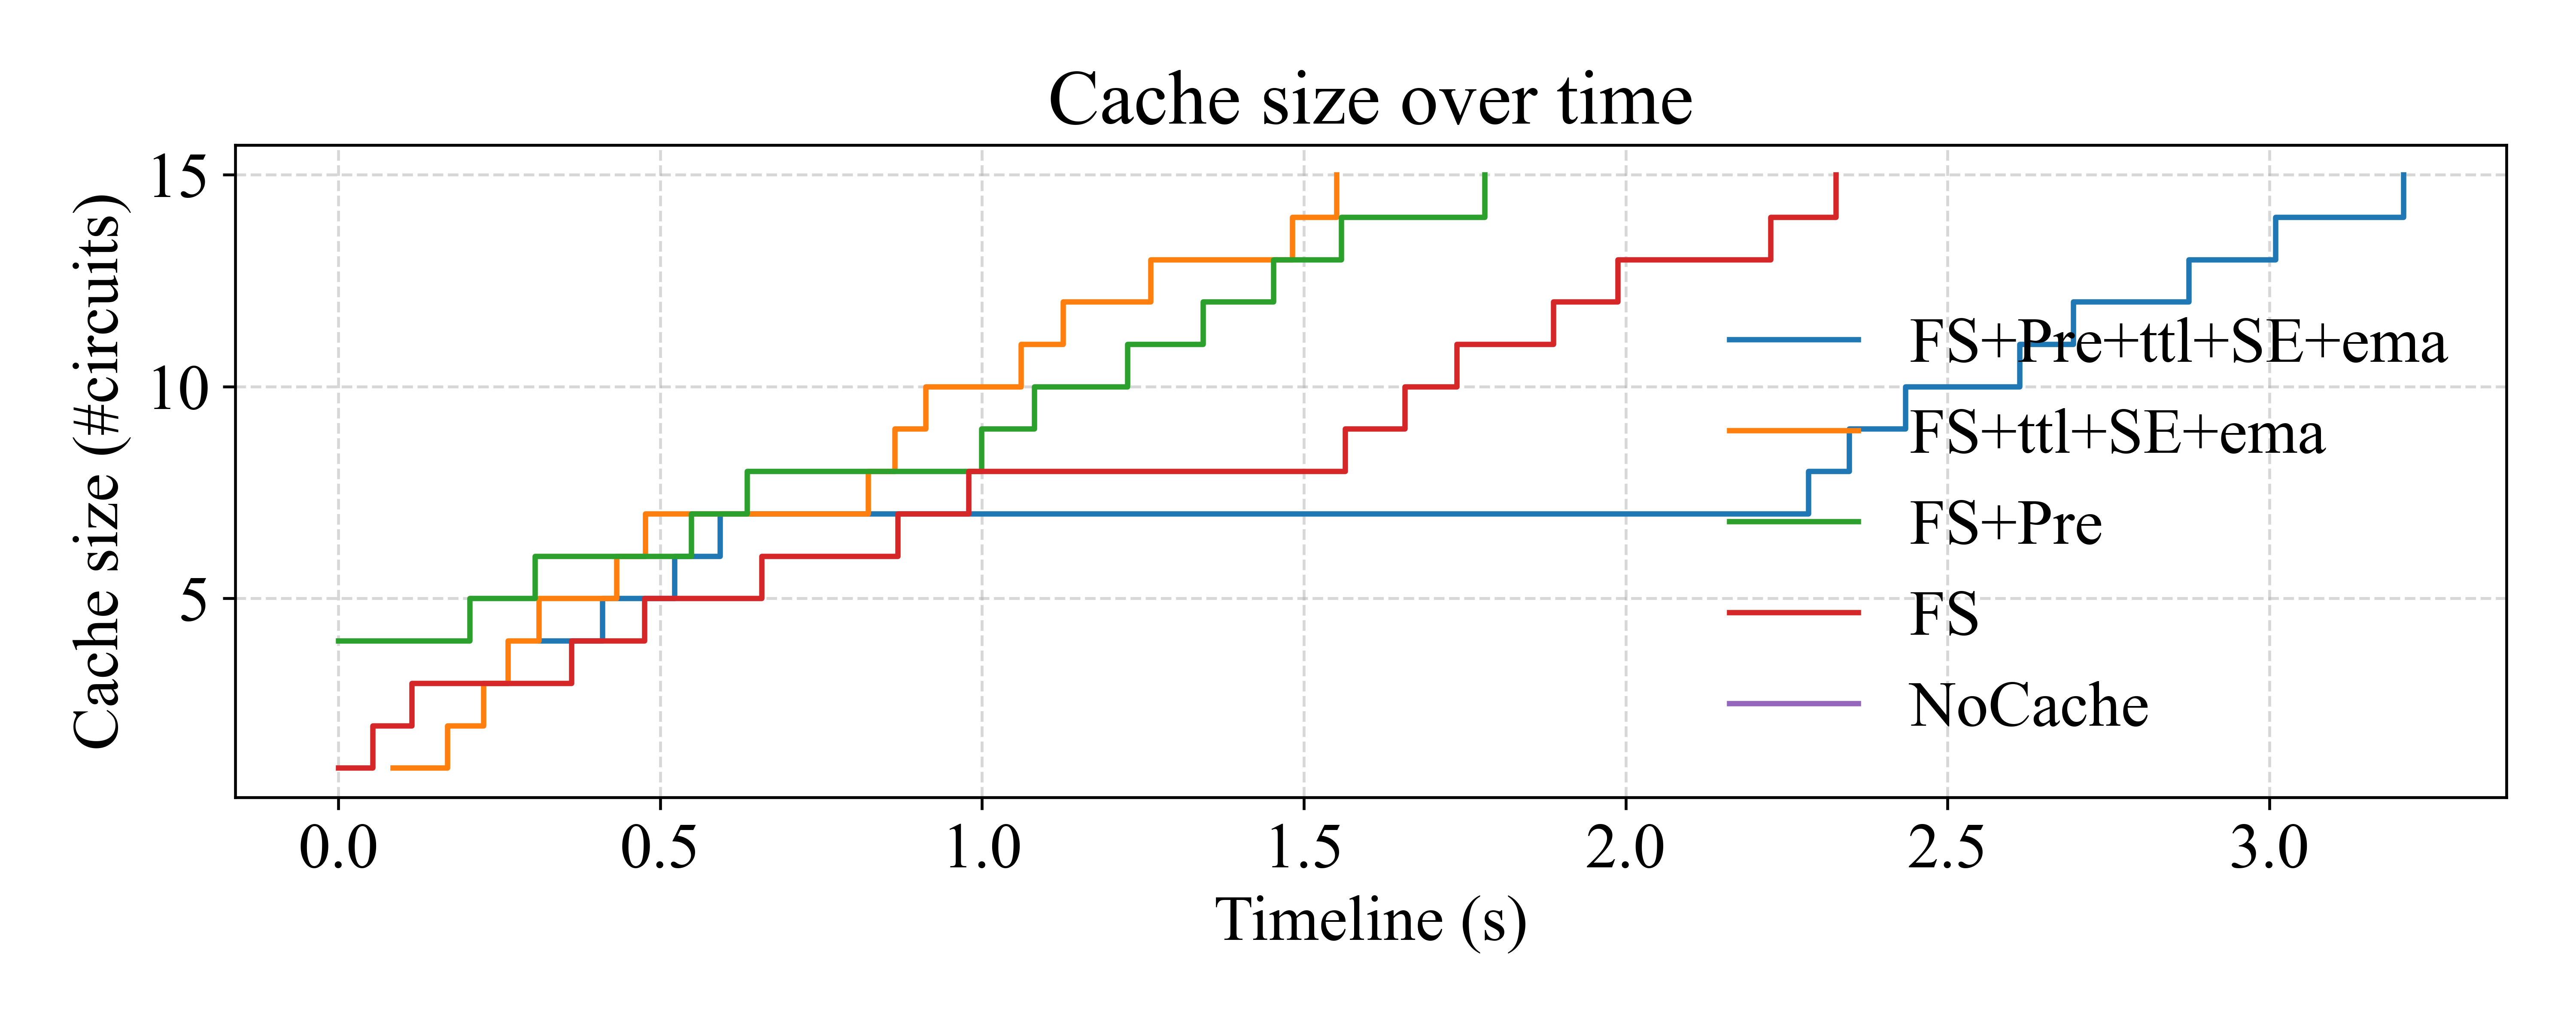 Cache size over time
Cache size (#circuits)
15
10
5
FS+Pre+ttl+SE+ema
FS+ttl+SE+ema
FS+Pre
FS
NoCache
0.0 0.5 1.0 1.5 2.0 2.5 3.0
Timeline (s)